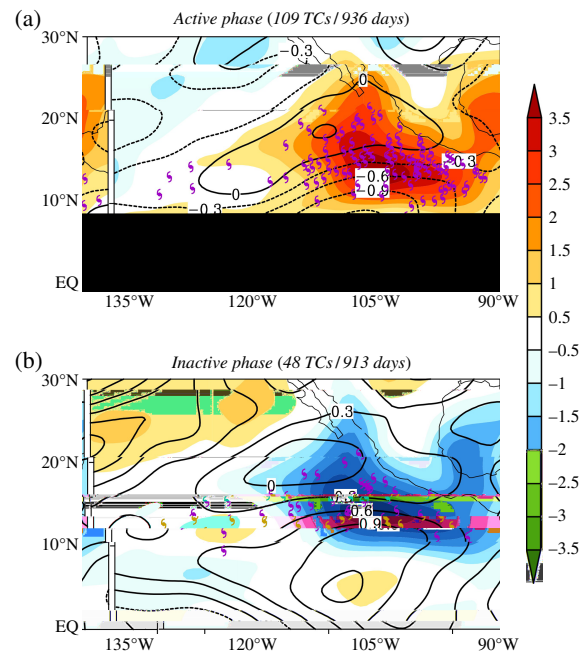 (a)
Active phase (109 TCs / 936 days)
30°N
20°N
10°N
EQ
−0.3
0
−0.3
−0.6
−0.9
0
−0.3
135°W 120°W 105°W 90°W
(b)
Inactive phase (48 TCs / 913 days)
30°N
20°N
10°N
EQ
0.3
0
0.6
135°W 120°W 105°W 90°W
3.5
3
2.5
2
1.5
1
0.5
−0.5
−1
−1.5
−2
−2.5
−3
−3.5